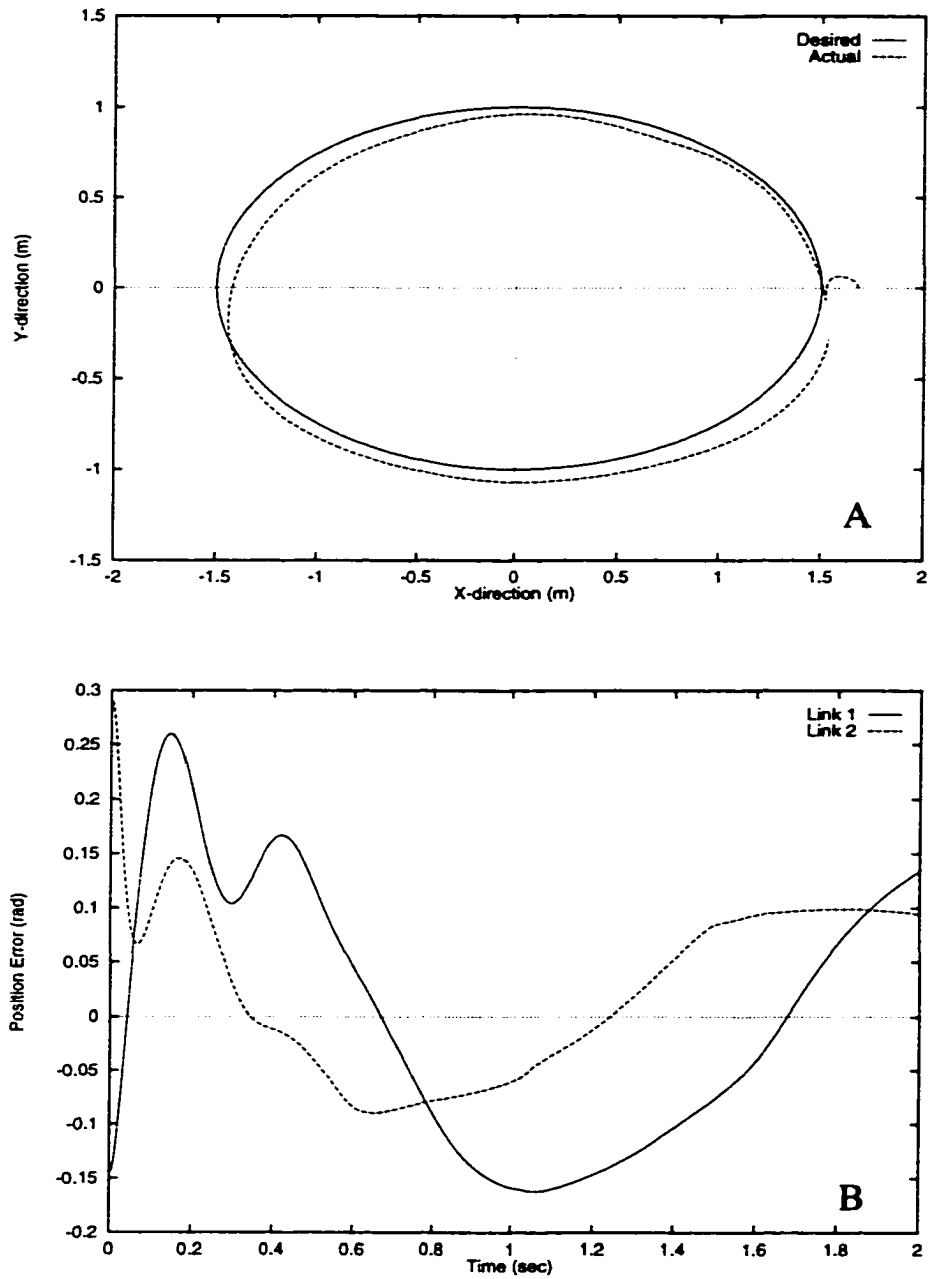 1.5
Desired
Actual
1
0.5
Y-direction (m)
0
-0.5
-1
A
-1.5
-2 -1.5 -1 -0.5 0 0.5 1 1.5 2
X-direction (m)
0.3
Link 1
Link 2
0.25
0.2
0.15
0.1
Position Error (rad)
0.05
0
-0.05
-0.1
-0.15
B
-0.2
0 0.2 0.4 0.6 0.8 1 1.2 1.4 1.6 1.8 2
Time (sec)